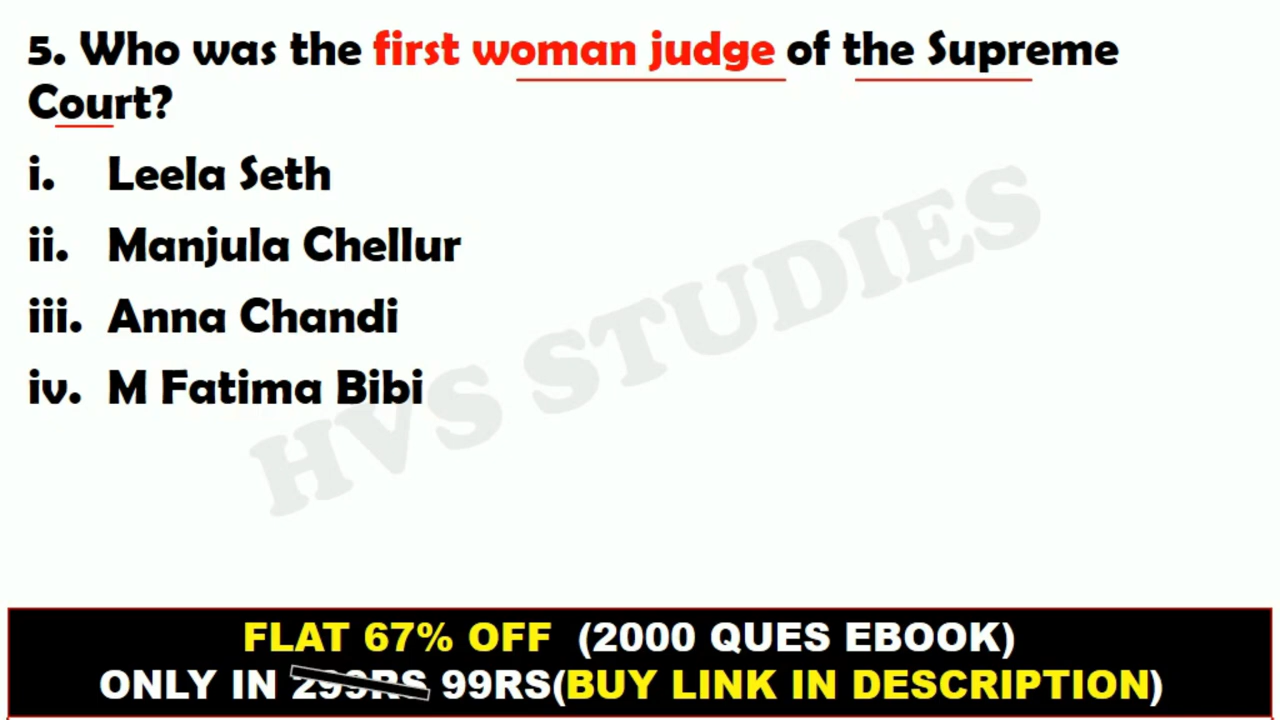 5. Who was the first woman judge of the Supreme
Court?
i. Leela Seth
ii. Manjula Chellur
iii. Anna Chandi
iv. M Fatima Bibi
HVS STUDIES
FLAT 67% OFF (2000 QUES EBOOK)
ONLY IN 299RS 99RS(BUY LINK IN DESCRIPTION)